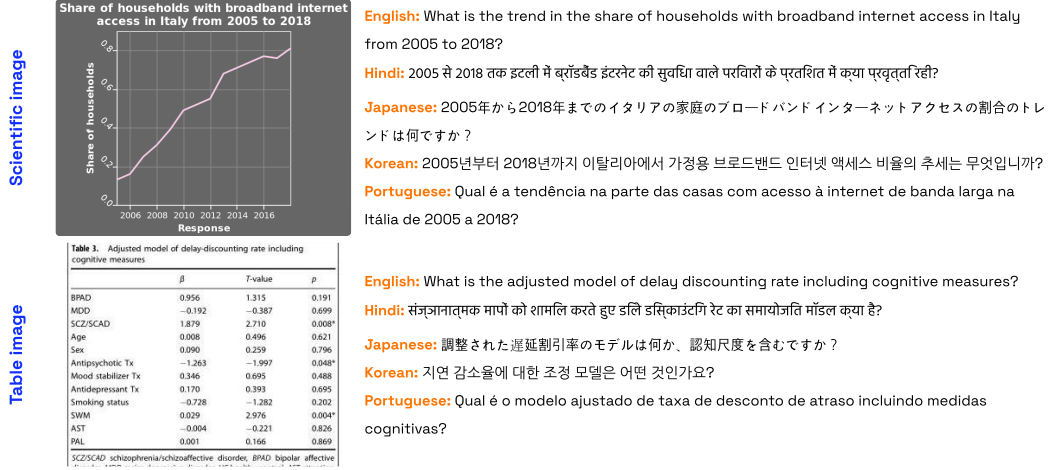 Scientific image
Share of households with broadband internet
access in Italy from 2005 to 2018
Share of households
0.8
0.6
0.4
0.2
0.0
2006 2008 2010 2012 2014 2016
Response
English: What is the trend in the share of households with broadband internet access in Italy
from 2005 to 2018?
Hindi: 2005 से 2018 तक इटली में ब्रॉडबैंड इंटरनेट की सुविधा वाले परिवारों के प्रतिशत में क्या प्रवृत्ति रही?
Japanese: 2005年から2018年までのイタリアの家庭のブロードバンド インターネットアクセスの割合のトレ
ンドは何ですか？
Korean: 2005년부터 2018년까지 이탈리아에서 가정용 브로드밴드 인터넷 액세스 비율의 추세는 무엇입니까?
Portuguese: Qual é a tendência na parte das casas com acesso à internet de banda larga na
Itália de 2005 a 2018?
Table image
Table 3. Adjusted model of delay-discounting rate including
cognitive measures
β T-value p
BPAD 0.956 1.315 0.191
MDD −0.192 −0.387 0.699
SCZ/SCAD 1.879 2.710 0.008*
Age 0.008 0.496 0.621
Sex 0.090 0.259 0.796
Antipsychotic Tx −1.263 −1.997 0.048*
Mood stabilizer Tx 0.346 0.695 0.488
Antidepressant Tx 0.170 0.393 0.695
Smoking status −0.728 −1.282 0.202
SWM 0.029 2.976 0.004*
AST −0.004 −0.221 0.826
PAL 0.001 0.166 0.869
SCZ/SCAD schizophrenia/schizoaffective disorder, BPAD bipolar affective
English: What is the adjusted model of delay discounting rate including cognitive measures?
Hindi: संज्ञानात्मक मापों को शामिल करते हुए डिले डिस्काउंटिंग रेट का समायोजित मॉडल क्या है?
Japanese: 調整された遅延割引率のモデルは何か、認知尺度を含むですか？
Korean: 지연 감소율에 대한 조정 모델은 어떤 것인가요?
Portuguese: Qual é o modelo ajustado de taxa de desconto de atraso incluindo medidas
cognitivas?